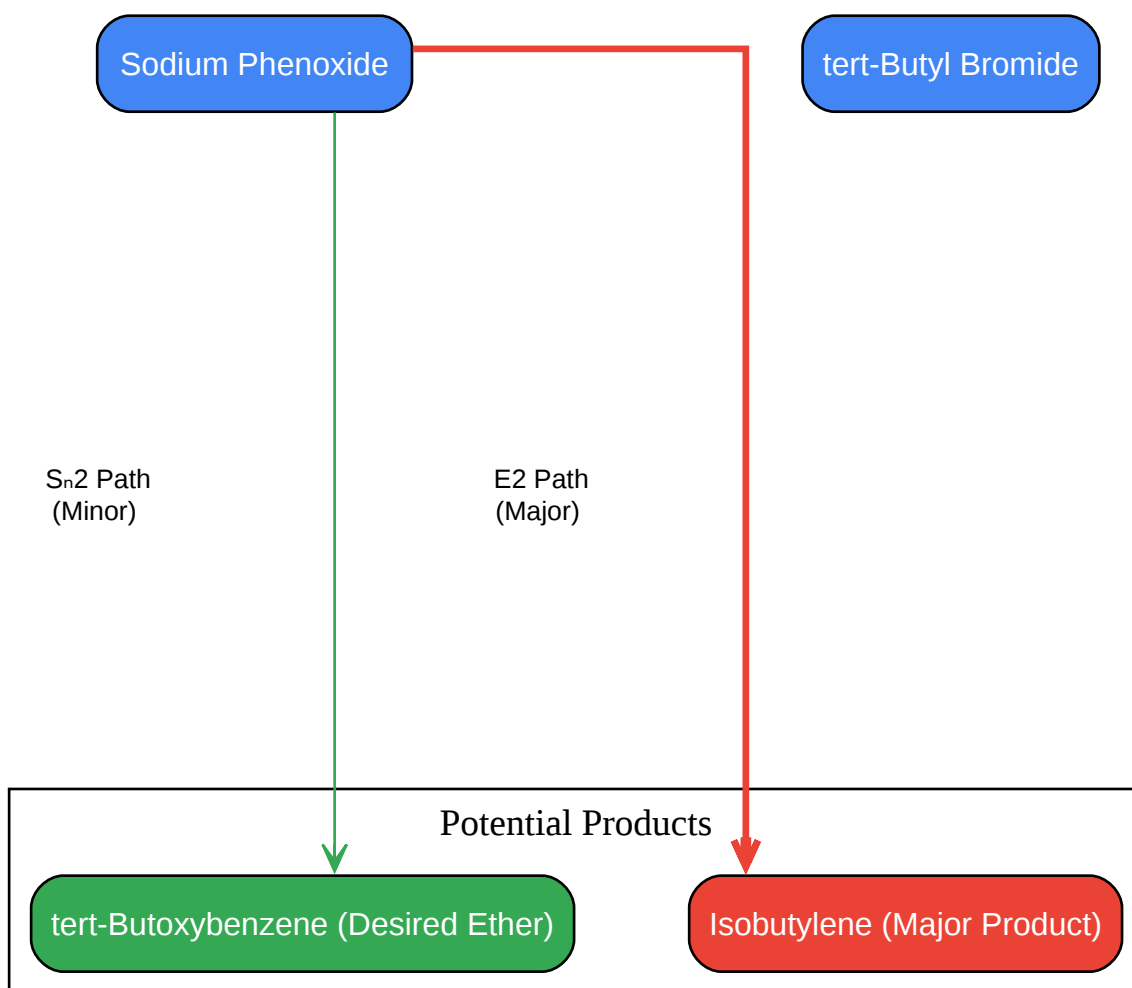 Sodium Phenoxide
tert-Butyl Bromide
Sₙ2 Path
(Minor)
E2 Path
(Major)
Potential Products
tert-Butoxybenzene (Desired Ether)
Isobutylene (Major Product)